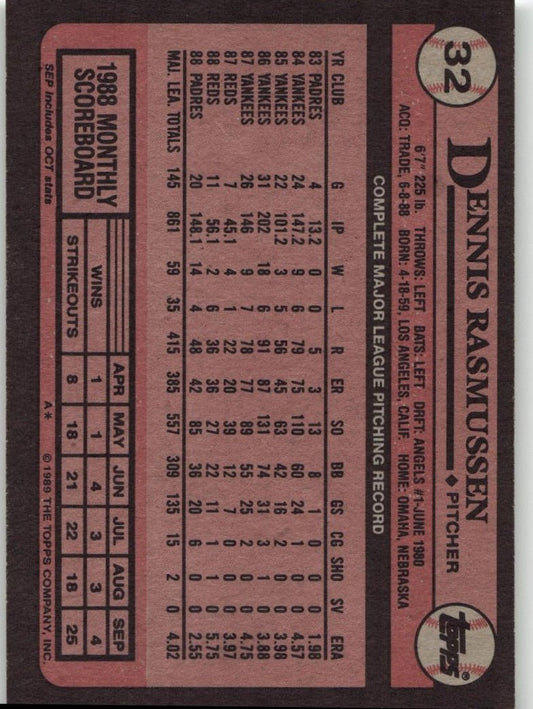 32
DENNIS RASMUSSEN ♦ PITCHER
topps®
6'7" 225 lb. THROWS: LEFT BATS: LEFT DRFT: ANGELS #1-JUNE 1980
ACQ: TRADE, 6-8-88 BORN: 4-18-59, LOS ANGELES, CALIF. HOME: OMAHA, NEBRASKA
COMPLETE MAJOR LEAGUE PITCHING RECORD
YR CLUB G IP W L R ER SO BB GS CG SHO SV ERA
83 PADRES 4 13.2 0 0 5 3 13 8 1 0 0 0 1.98
84 YANKEES 24 147.2 9 6 79 75 110 60 24 1 0 0 4.57
85 YANKEES 22 101.2 3 5 56 45 63 42 16 2 0 0 3.98
86 YANKEES 31 202 18 6 91 87 131 74 31 3 1 0 3.88
87 YANKEES 26 146 9 7 78 77 89 55 25 2 0 0 4.75
87 REDS 7 45.1 4 1 22 20 39 12 7 0 0 0 3.97
88 REDS 11 56.1 2 6 36 36 27 22 11 1 1 0 5.75
88 PADRES 20 148.1 14 4 48 42 85 36 20 6 0 0 2.55
MAJ. LEA. TOTALS 145 861 59 35 415 385 557 309 135 15 2 0 4.02
1988 MONTHLY SCOREBOARD
APR MAY JUN JUL AUG SEP
WINS 1 1 4 3 3 4
STRIKEOUTS 8 18 21 22 18 25
SEP includes OCT stats
A* ©1989 THE TOPPS COMPANY, INC.